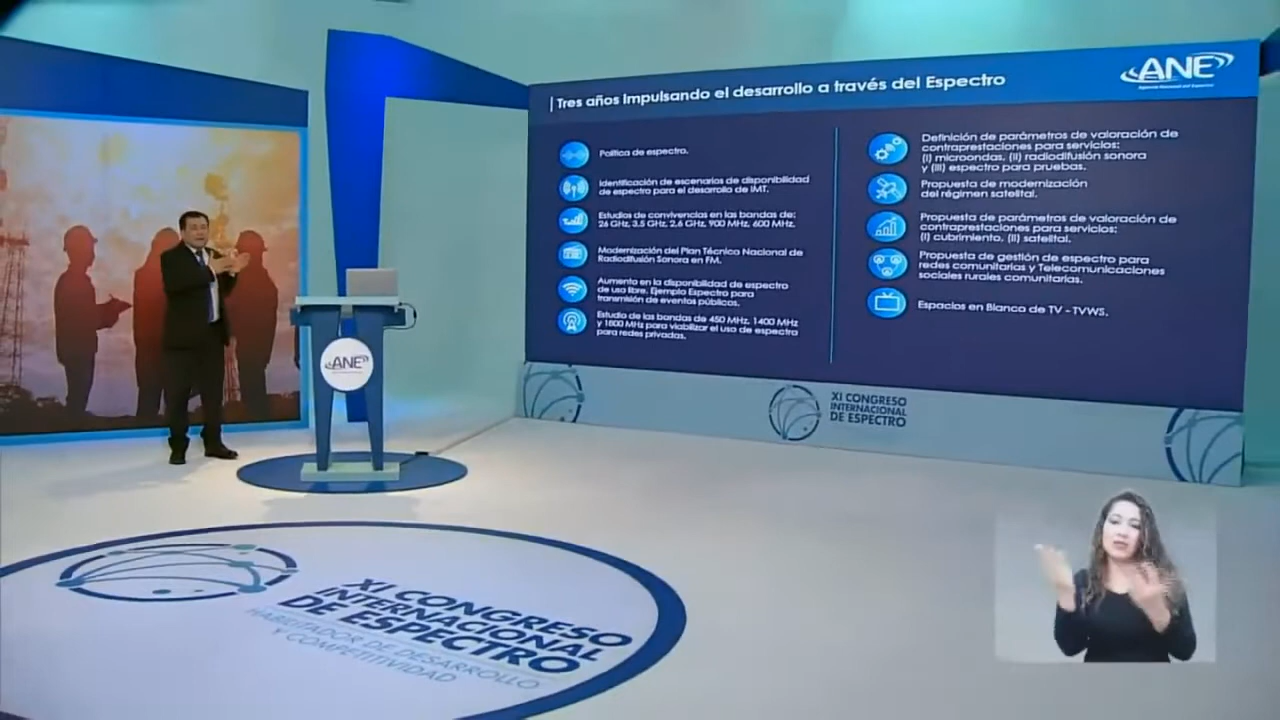 Tres años impulsando el desarrollo a través del Espectro
ANE
Agencia Nacional del Espectro
Política de espectro.
Identificación de escenarios de disponibilidad
de espectro para el desarrollo de IMT.
Estudios de convivencias en las bandas de:
26 GHz, 3.5 GHz, 2.6 GHz, 900 MHz, 600 MHz.
Modernización del Plan Técnico Nacional de
Radiodifusión Sonora en FM.
Aumento en la disponibilidad de espectro
de uso libre. Ejemplo Espectro para
transmisión de eventos públicos.
Estudio de las bandas de 450 MHz, 1400 MHz
y 1800 MHz para viabilizar el uso de espectro
para redes privadas.
Definición de parámetros de valoración de
contraprestaciones para servicios:
(I) microondas, (II) radiodifusión sonora
y (III) espectro para pruebas.
Propuesta de modernización
del régimen satelital.
Propuesta de parámetros de valoración de
contraprestaciones para servicios:
(I) cubrimiento, (II) satelital.
Propuesta de gestión de espectro para
redes comunitarias y Telecomunicaciones
sociales rurales comunitarias.
Espacios en Blanco de TV - TVWS.
ANE
XI CONGRESO
INTERNACIONAL
DE ESPECTRO
XI CONGRESO
INTERNACIONAL
DE ESPECTRO
HABILITADOR DE DESARROLLO
Y COMPETITIVIDAD